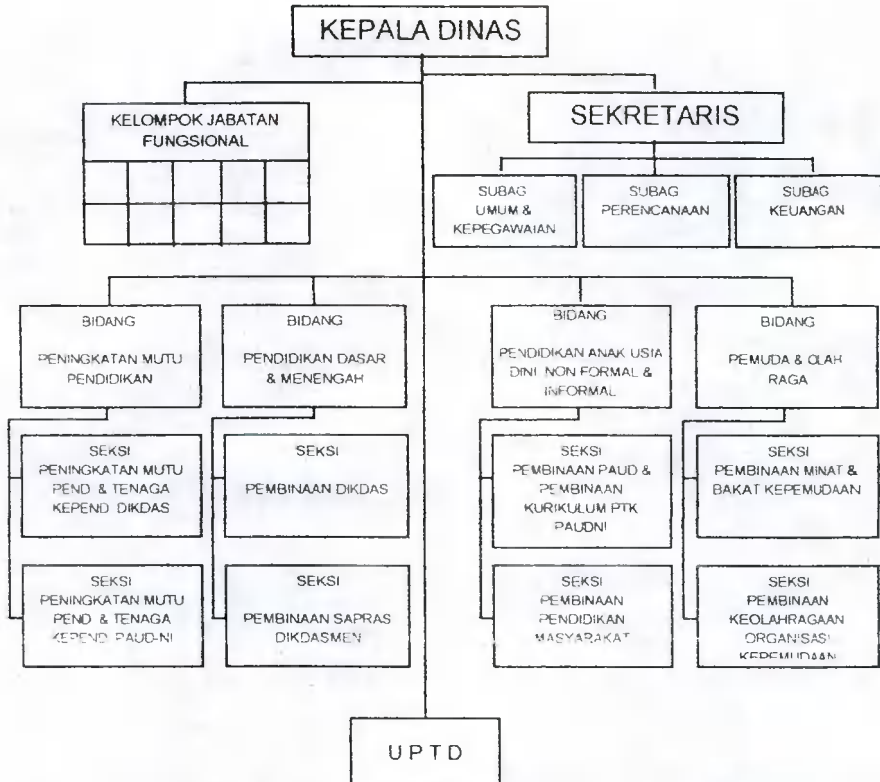 KEPALA DINAS
KELOMPOK JABATAN
FUNGSIONAL
SEKRETARIS
SUBAG
UMUM &
KEPEGAWAIAN
SUBAG
PERENCANAAN
SUBAG
KEUANGAN
BIDANG
PENINGKATAN MUTU
PENDIDIKAN
BIDANG
PENDIDIKAN DASAR
& MENENGAH
BIDANG
PENDIDIKAN ANAK USIA
DINI NON FORMAL &
INFORMAL
BIDANG
PEMUDA & OLAH
RAGA
SEKSI
PENINGKATAN MUTU
PEND & TENAGA
KEPEND DIKDAS
SEKSI
PEMBINAAN DIKDAS
SEKSI
PEMBINAAN PAUD &
PEMBINAAN
KURIKULUM PTK
PAUDNI
SEKSI
PEMBINAAN MINAT &
BAKAT KEPEMUDAAN
SEKSI
PENINGKATAN MUTU
PEND & TENAGA
KEPEND PAUD-NI
SEKSI
PEMBINAAN SAPRAS
DIKDASMEN
SEKSI
PEMBINAAN
PENDIDIKAN
MASYARAKAT
SEKSI
PEMBINAAN
KEOLAHRAGAAN
ORGANISASI
KEPEMUDAAN
U P T D